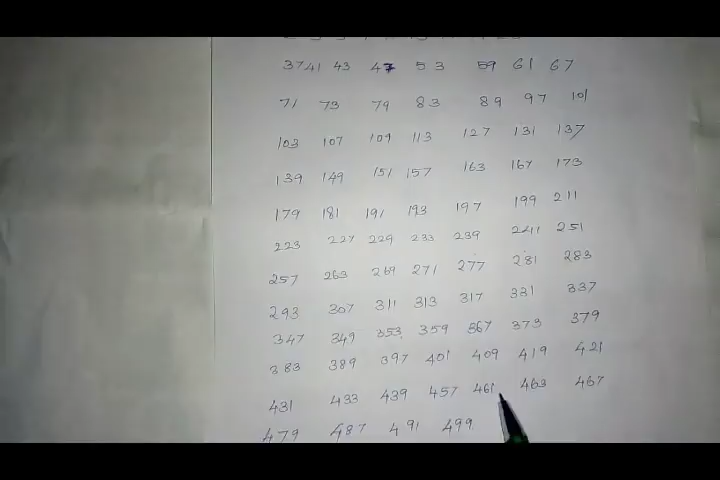 37 41 43 47 53 59 61 67
71 73 79 83 89 97 101
103 107 109 113 127 131 137
139 149 151 157 163 167 173
179 181 191 193 197 199 211
223 227 229 233 239 241 251
257 263 269 271 277 281 283
293 307 311 313 317 331 337
347 349 353 359 367 373 379
383 389 397 401 409 419 421
431 433 439 457 461 463 467
479 487 491 499